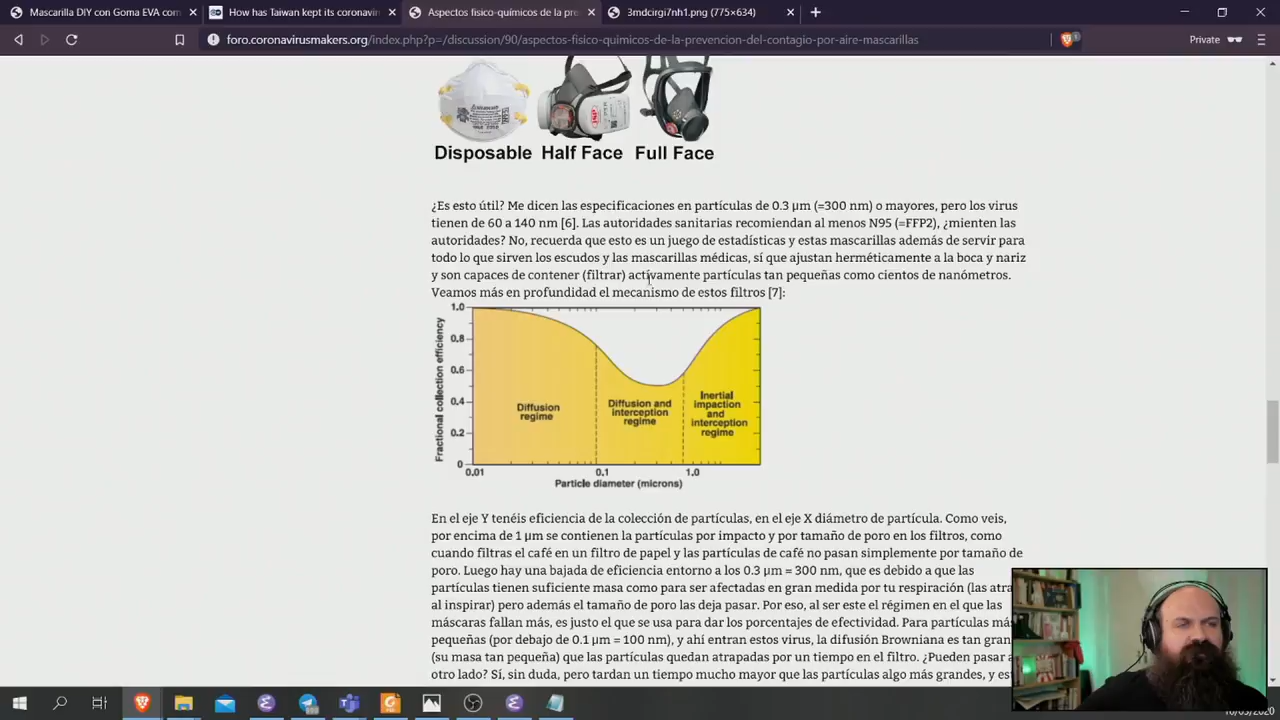 Mascarilla DIY con Goma EVA com
How has Taiwan kept its coronavir
Aspectos físico-químicos de la pre
3mdcirgi7nh1.png (775×634)
foro.coronavirusmakers.org/index.php?p=/discussion/90/aspectos-fisico-quimicos-de-la-prevencion-del-contagio-por-aire-mascarillas
Private
Disposable Half Face Full Face
¿Es esto útil? Me dicen las especificaciones en partículas de 0.3 µm (=300 nm) o mayores, pero los virus
tienen de 60 a 140 nm [6]. Las autoridades sanitarias recomiendan al menos N95 (=FFP2), ¿mienten las
autoridades? No, recuerda que esto es un juego de estadísticas y estas mascarillas además de servir para
todo lo que sirven los escudos y las mascarillas médicas, sí que ajustan herméticamente a la boca y nariz
y son capaces de contener (filtrar) activamente partículas tan pequeñas como cientos de nanómetros.
Veamos más en profundidad el mecanismo de estos filtros [7]:
Fractional collection efficiency
1.0
0.8
0.6
0.4
0.2
0
Diffusion
regime
Diffusion and
interception
regime
Inertial
impaction
and
interception
regime
0.01 0.1 1.0
Particle diameter (microns)
En el eje Y tenéis eficiencia de la colección de partículas, en el eje X diámetro de partícula. Como veis,
por encima de 1 µm se contienen la partículas por impacto y por tamaño de poro en los filtros, como
cuando filtras el café en un filtro de papel y las partículas de café no pasan simplemente por tamaño de
poro. Luego hay una bajada de eficiencia entorno a los 0.3 µm = 300 nm, que es debido a que las
partículas tienen suficiente masa como para ser afectadas en gran medida por tu respiración (las atra
al inspirar) pero además el tamaño de poro las deja pasar. Por eso, al ser este el régimen en el que las
máscaras fallan más, es justo el que se usa para dar los porcentajes de efectividad. Para partículas más
pequeñas (por debajo de 0.1 µm = 100 nm), y ahí entran estos virus, la difusión Browniana es tan gran
(su masa tan pequeña) que las partículas quedan atrapadas por un tiempo en el filtro. ¿Pueden pasar a
otro lado? Sí, sin duda, pero tardan un tiempo mucho mayor que las partículas algo más grandes, y es